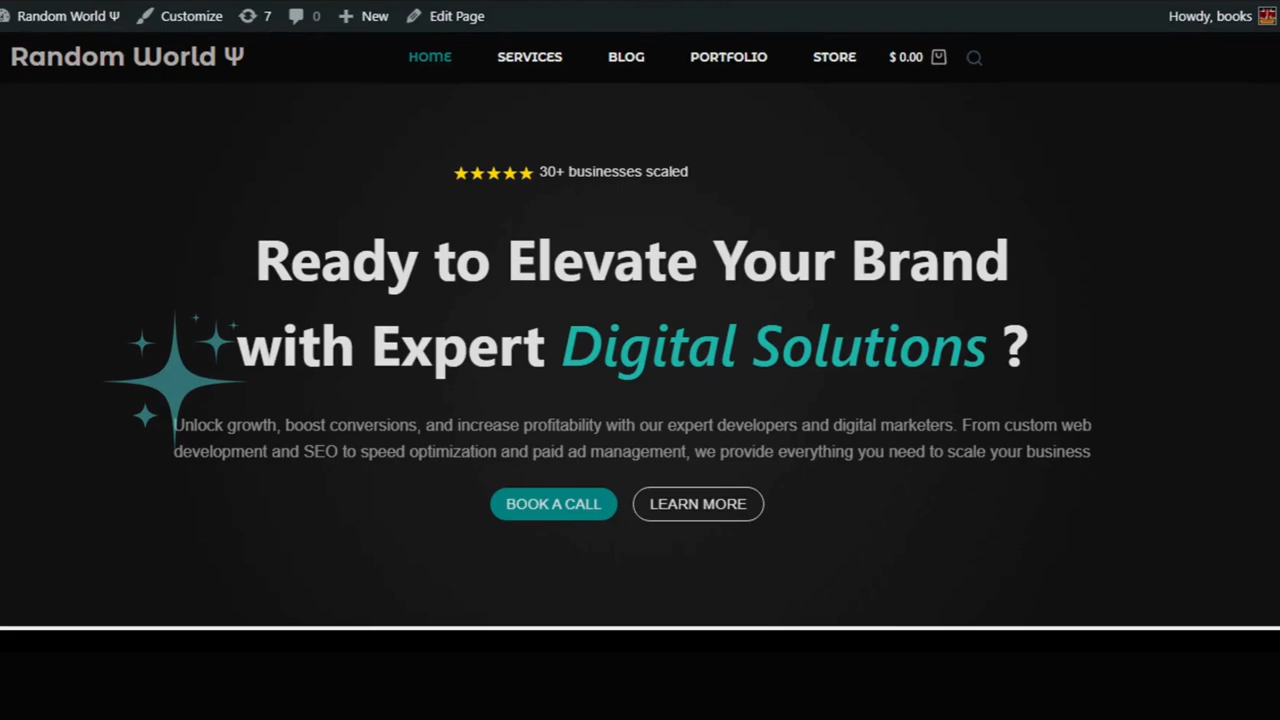 Random World Ψ Customize 7 0 New Edit Page Howdy, books
Random World Ψ HOME SERVICES BLOG PORTFOLIO STORE $ 0.00
★★★★★ 30+ businesses scaled
Ready to Elevate Your Brand
with Expert Digital Solutions ?
Unlock growth, boost conversions, and increase profitability with our expert developers and digital marketers. From custom web
development and SEO to speed optimization and paid ad management, we provide everything you need to scale your business
BOOK A CALL LEARN MORE